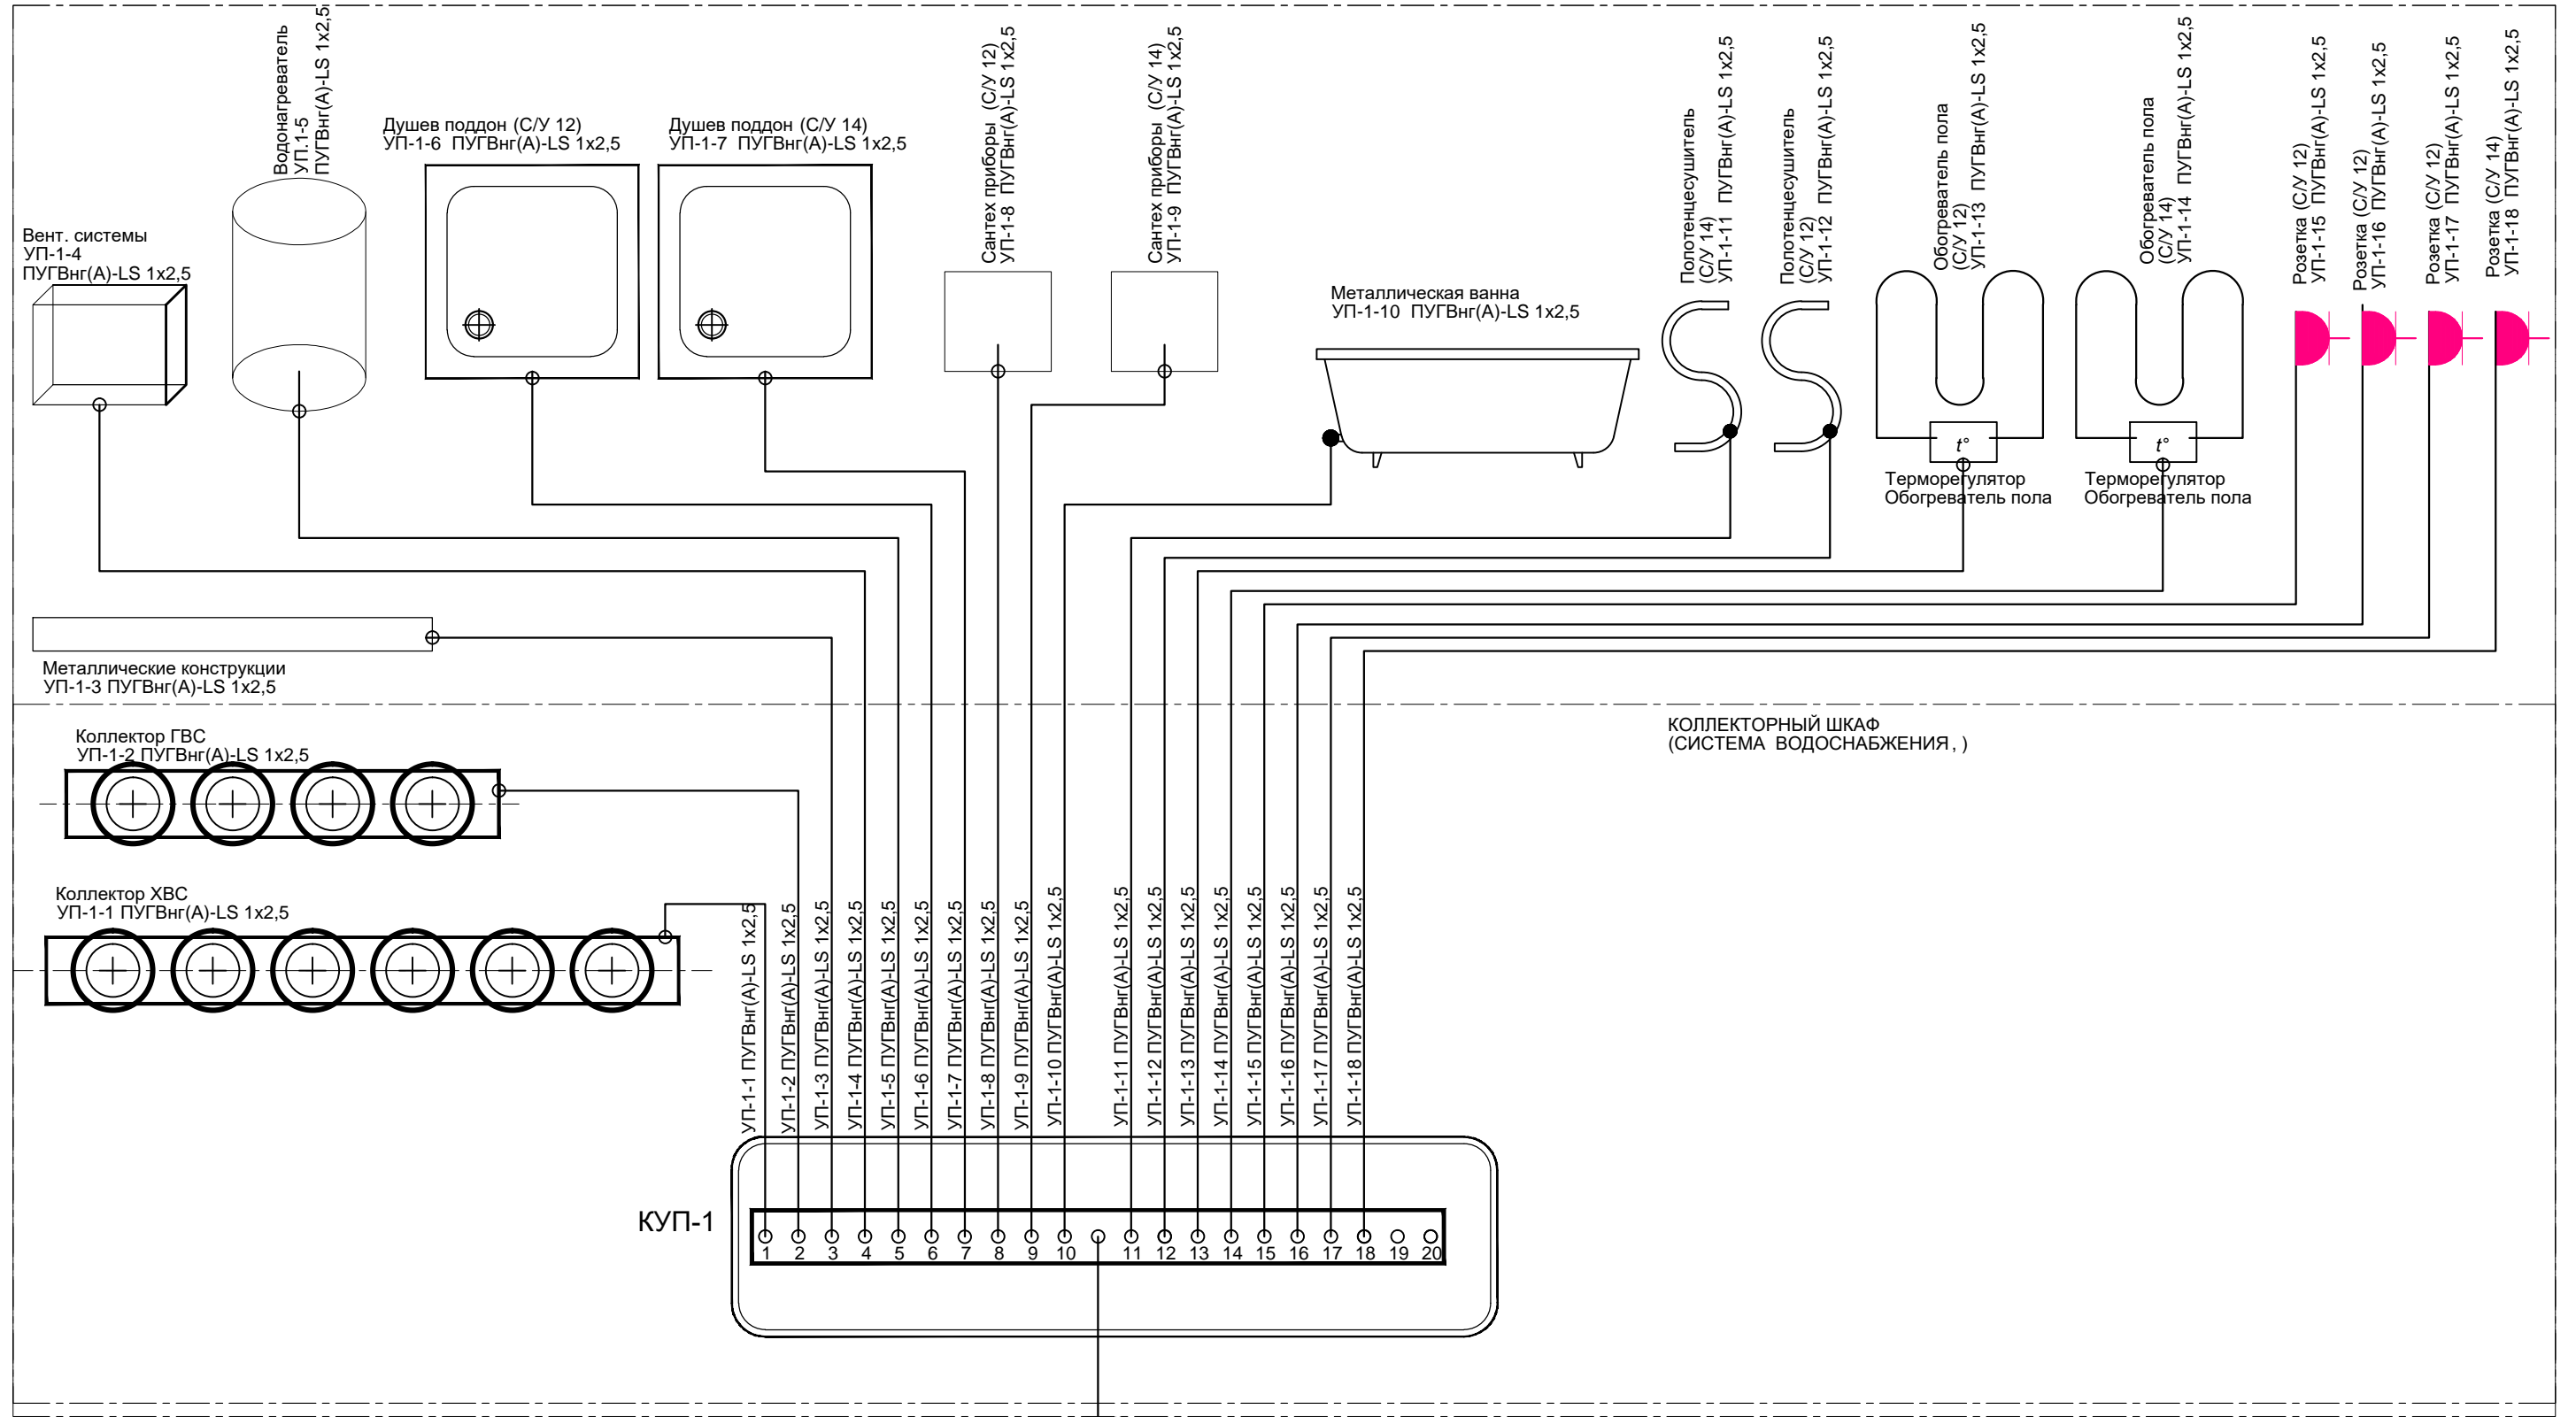 Вент. системы
УП-1-4
ПУГВнг(А)-LS 1х2,5
Водонагреватель
УП.1-5
ПУГВнг(А)-LS 1х2,5
Душев поддон (С/У 12)
УП-1-6 ПУГВнг(А)-LS 1х2,5
Душев поддон (С/У 14)
УП-1-7 ПУГВнг(А)-LS 1х2,5
Сантех приборы (С/У 12)
УП-1-8 ПУГВнг(А)-LS 1х2,5
Сантех приборы (С/У 14)
УП-1-9 ПУГВнг(А)-LS 1х2,5
Металлическая ванна
УП-1-10 ПУГВнг(А)-LS 1х2,5
Полотенцесушитель
(С/У 14)
УП-1-11 ПУГВнг(А)-LS 1х2,5
Полотенцесушитель
(С/У 12)
УП-1-12 ПУГВнг(А)-LS 1х2,5
Обогреватель пола
(С/У 12)
УП-1-13 ПУГВнг(А)-LS 1х2,5
Обогреватель пола
(С/У 14)
УП-1-14 ПУГВнг(А)-LS 1х2,5
Розетка (С/У 12)
УП-1-15 ПУГВнг(А)-LS 1х2,5
Розетка (С/У 12)
УП-1-16 ПУГВнг(А)-LS 1х2,5
Розетка (С/У 12)
УП-1-17 ПУГВнг(А)-LS 1х2,5
Розетка (С/У 14)
УП-1-18 ПУГВнг(А)-LS 1х2,5
t°
Терморегулятор
Обогреватель пола
t°
Терморегулятор
Обогреватель пола
Металлические конструкции
УП-1-3 ПУГВнг(А)-LS 1х2,5
КОЛЛЕКТОРНЫЙ ШКАФ
(СИСТЕМА ВОДОСНАБЖЕНИЯ, )
Коллектор ГВС
УП-1-2 ПУГВнг(А)-LS 1х2,5
Коллектор ХВС
УП-1-1 ПУГВнг(А)-LS 1х2,5
УП-1-1 ПУГВнг(А)-LS 1х2,5
УП-1-2 ПУГВнг(А)-LS 1х2,5
УП-1-3 ПУГВнг(А)-LS 1х2,5
УП-1-4 ПУГВнг(А)-LS 1х2,5
УП-1-5 ПУГВнг(А)-LS 1х2,5
УП-1-6 ПУГВнг(А)-LS 1х2,5
УП-1-7 ПУГВнг(А)-LS 1х2,5
УП-1-8 ПУГВнг(А)-LS 1х2,5
УП-1-9 ПУГВнг(А)-LS 1х2,5
УП-1-10 ПУГВнг(А)-LS 1х2,5
УП-1-11 ПУГВнг(А)-LS 1х2,5
УП-1-12 ПУГВнг(А)-LS 1х2,5
УП-1-13 ПУГВнг(А)-LS 1х2,5
УП-1-14 ПУГВнг(А)-LS 1х2,5
УП-1-15 ПУГВнг(А)-LS 1х2,5
УП-1-16 ПУГВнг(А)-LS 1х2,5
УП-1-17 ПУГВнг(А)-LS 1х2,5
УП-1-18 ПУГВнг(А)-LS 1х2,5
КУП-1
1 2 3 4 5 6 7 8 9 10 11 12 13 14 15 16 17 18 19 20